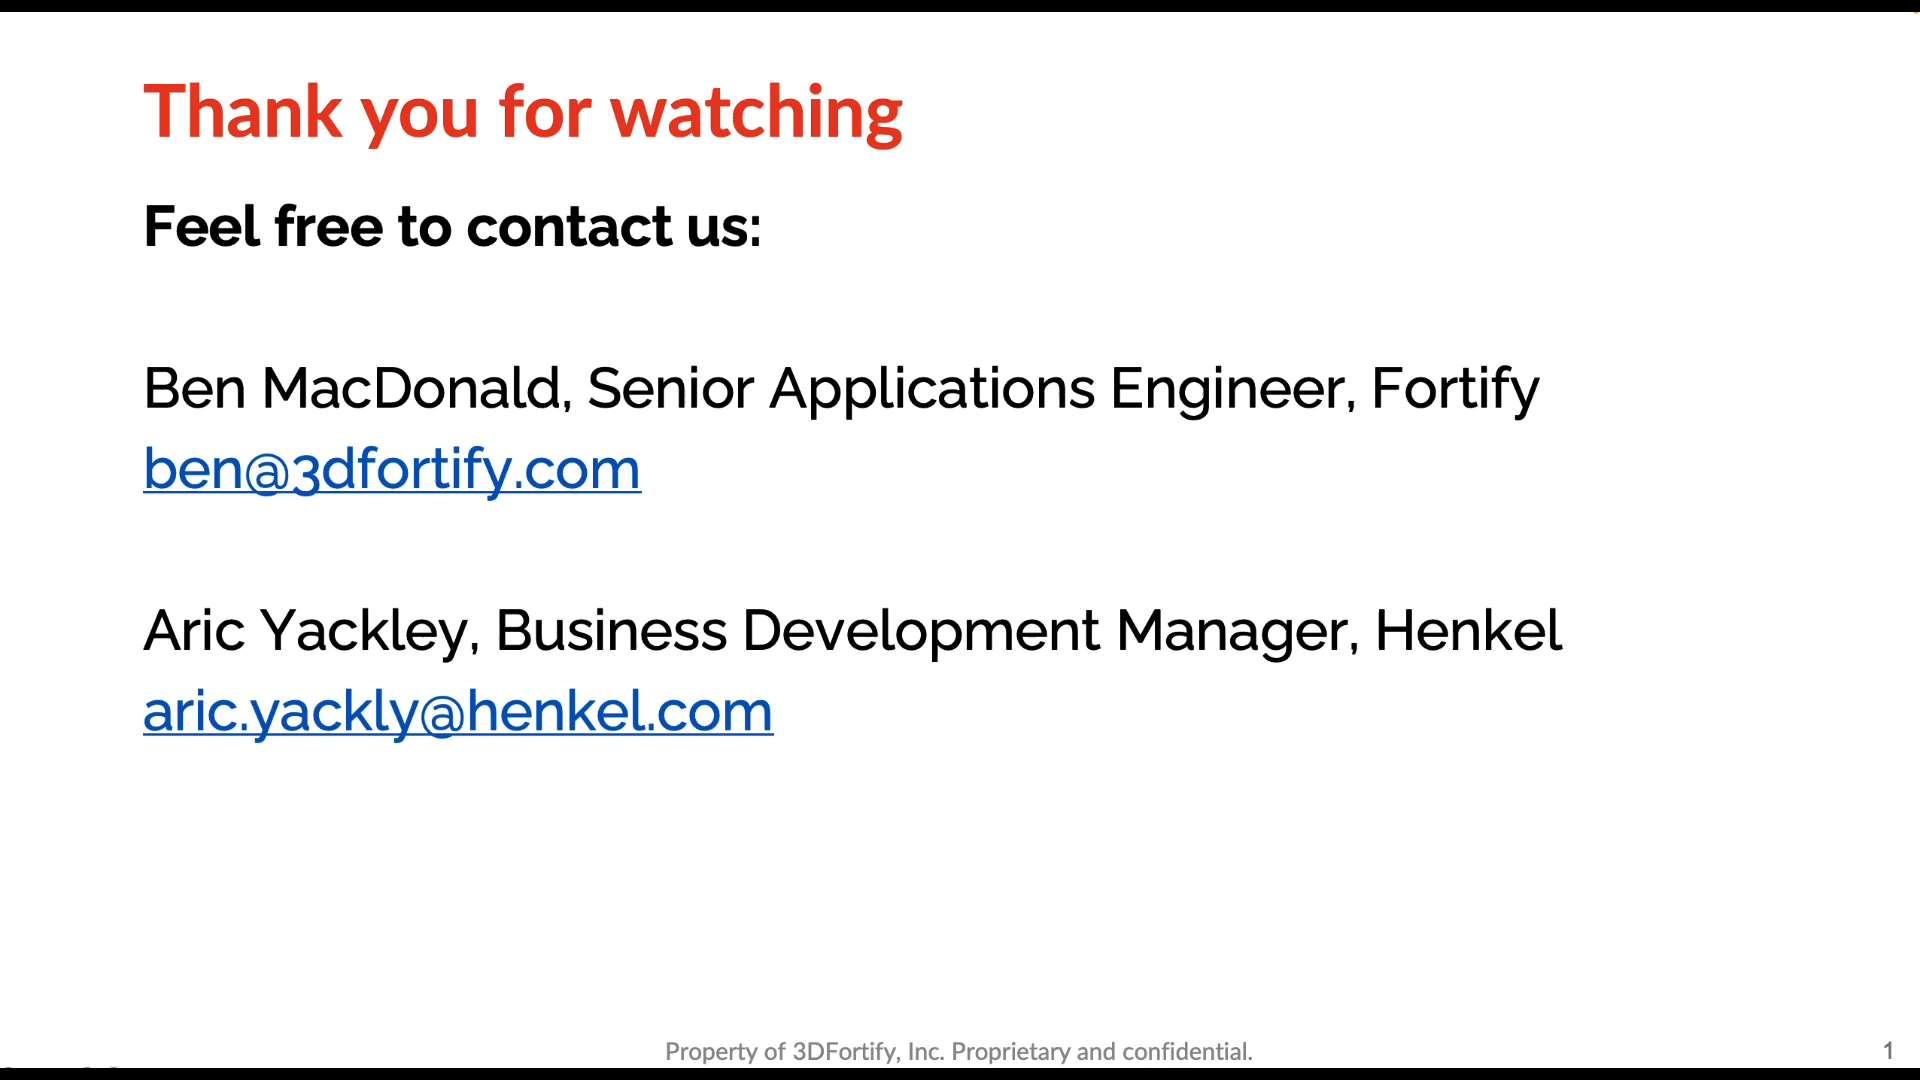 Thank you for watching
Feel free to contact us:
Ben MacDonald, Senior Applications Engineer, Fortify
ben@3dfortify.com
Aric Yackley, Business Development Manager, Henkel
aric.yackly@henkel.com
Property of 3DFortify, Inc. Proprietary and confidential.
1